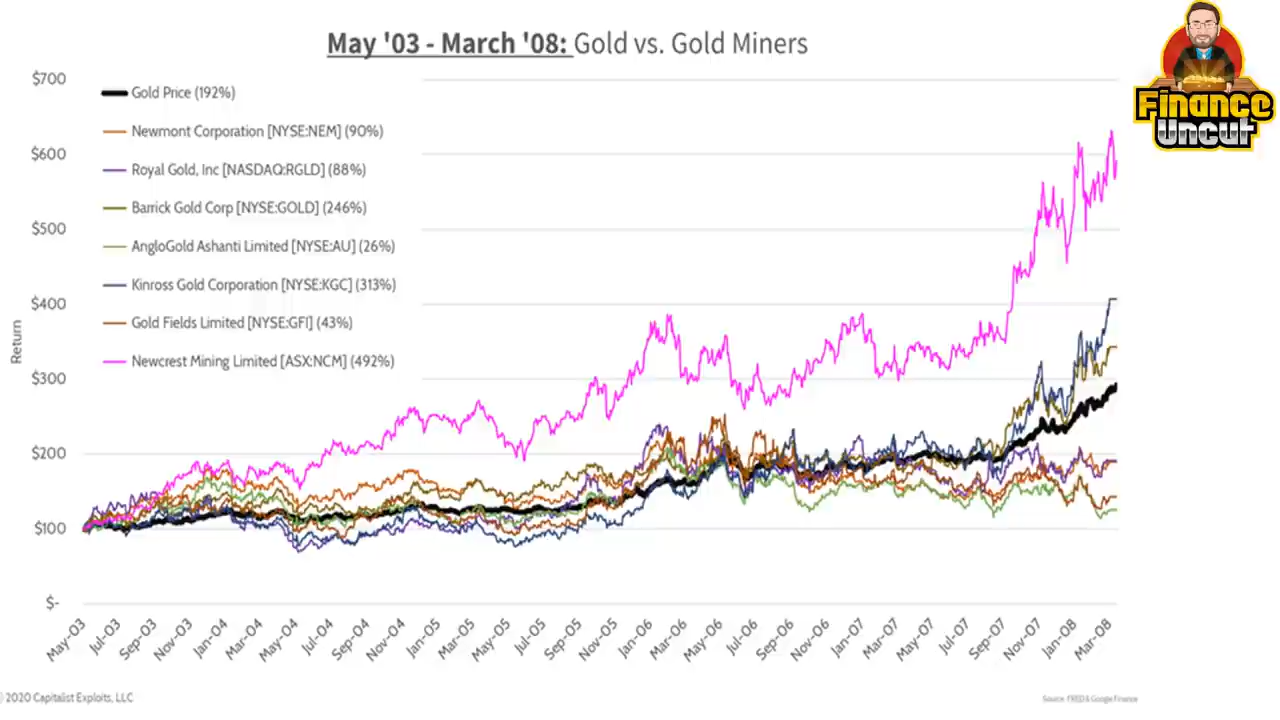 May '03 - March '08: Gold vs. Gold Miners
Finance
Uncut
$700
$600
$500
$400
$300
$200
$100
$-
Return
Gold Price (192%)
Newmont Corporation [NYSE:NEM] (90%)
Royal Gold, Inc [NASDAQ:RGLD] (88%)
Barrick Gold Corp [NYSE:GOLD] (246%)
AngloGold Ashanti Limited [NYSE:AU] (26%)
Kinross Gold Corporation [NYSE:KGC] (313%)
Gold Fields Limited [NYSE:GFI] (43%)
Newcrest Mining Limited [ASX:NCM] (492%)
May-03
Jul-03
Sep-03
Nov-03
Jan-04
Mar-04
May-04
Jul-04
Sep-04
Nov-04
Jan-05
Mar-05
May-05
Jul-05
Sep-05
Nov-05
Jan-06
Mar-06
May-06
Jul-06
Sep-06
Nov-06
Jan-07
Mar-07
May-07
Jul-07
Sep-07
Nov-07
Jan-08
Mar-08
© 2020 Capitalist Exploits, LLC
Source: FRED & Google Finance